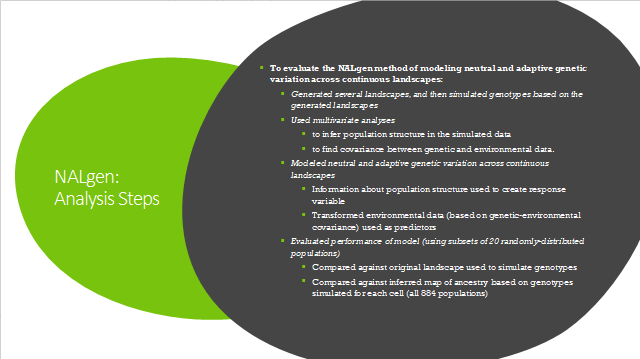 NALgen:
Analysis Steps
To evaluate the NALgen method of modeling neutral and adaptive genetic
variation across continuous landscapes:
Generated several landscapes, and then simulated genotypes based on the
generated landscapes
Used multivariate analyses
to infer population structure in the simulated data
to find covariance between genetic and environmental data.
Modeled neutral and adaptive genetic variation across continuous
landscapes
Information about population structure used to create response
variable
Transformed environmental data (based on genetic-environmental
covariance) used as predictors
Evaluated performance of model (using subsets of 20 randomly-distributed
populations)
Compared against original landscape used to simulate genotypes
Compared against inferred map of ancestry based on genotypes
simulated for each cell (all 884 populations)